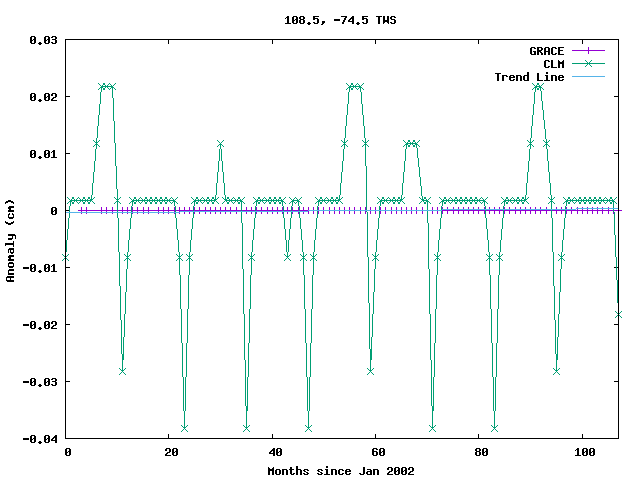 108.5, -74.5 TWS
GRACE
CLM
Trend Line
0.03
0.02
0.01
0
-0.01
-0.02
-0.03
-0.04
Anomaly (cm)
0 20 40 60 80 100
Months since Jan 2002